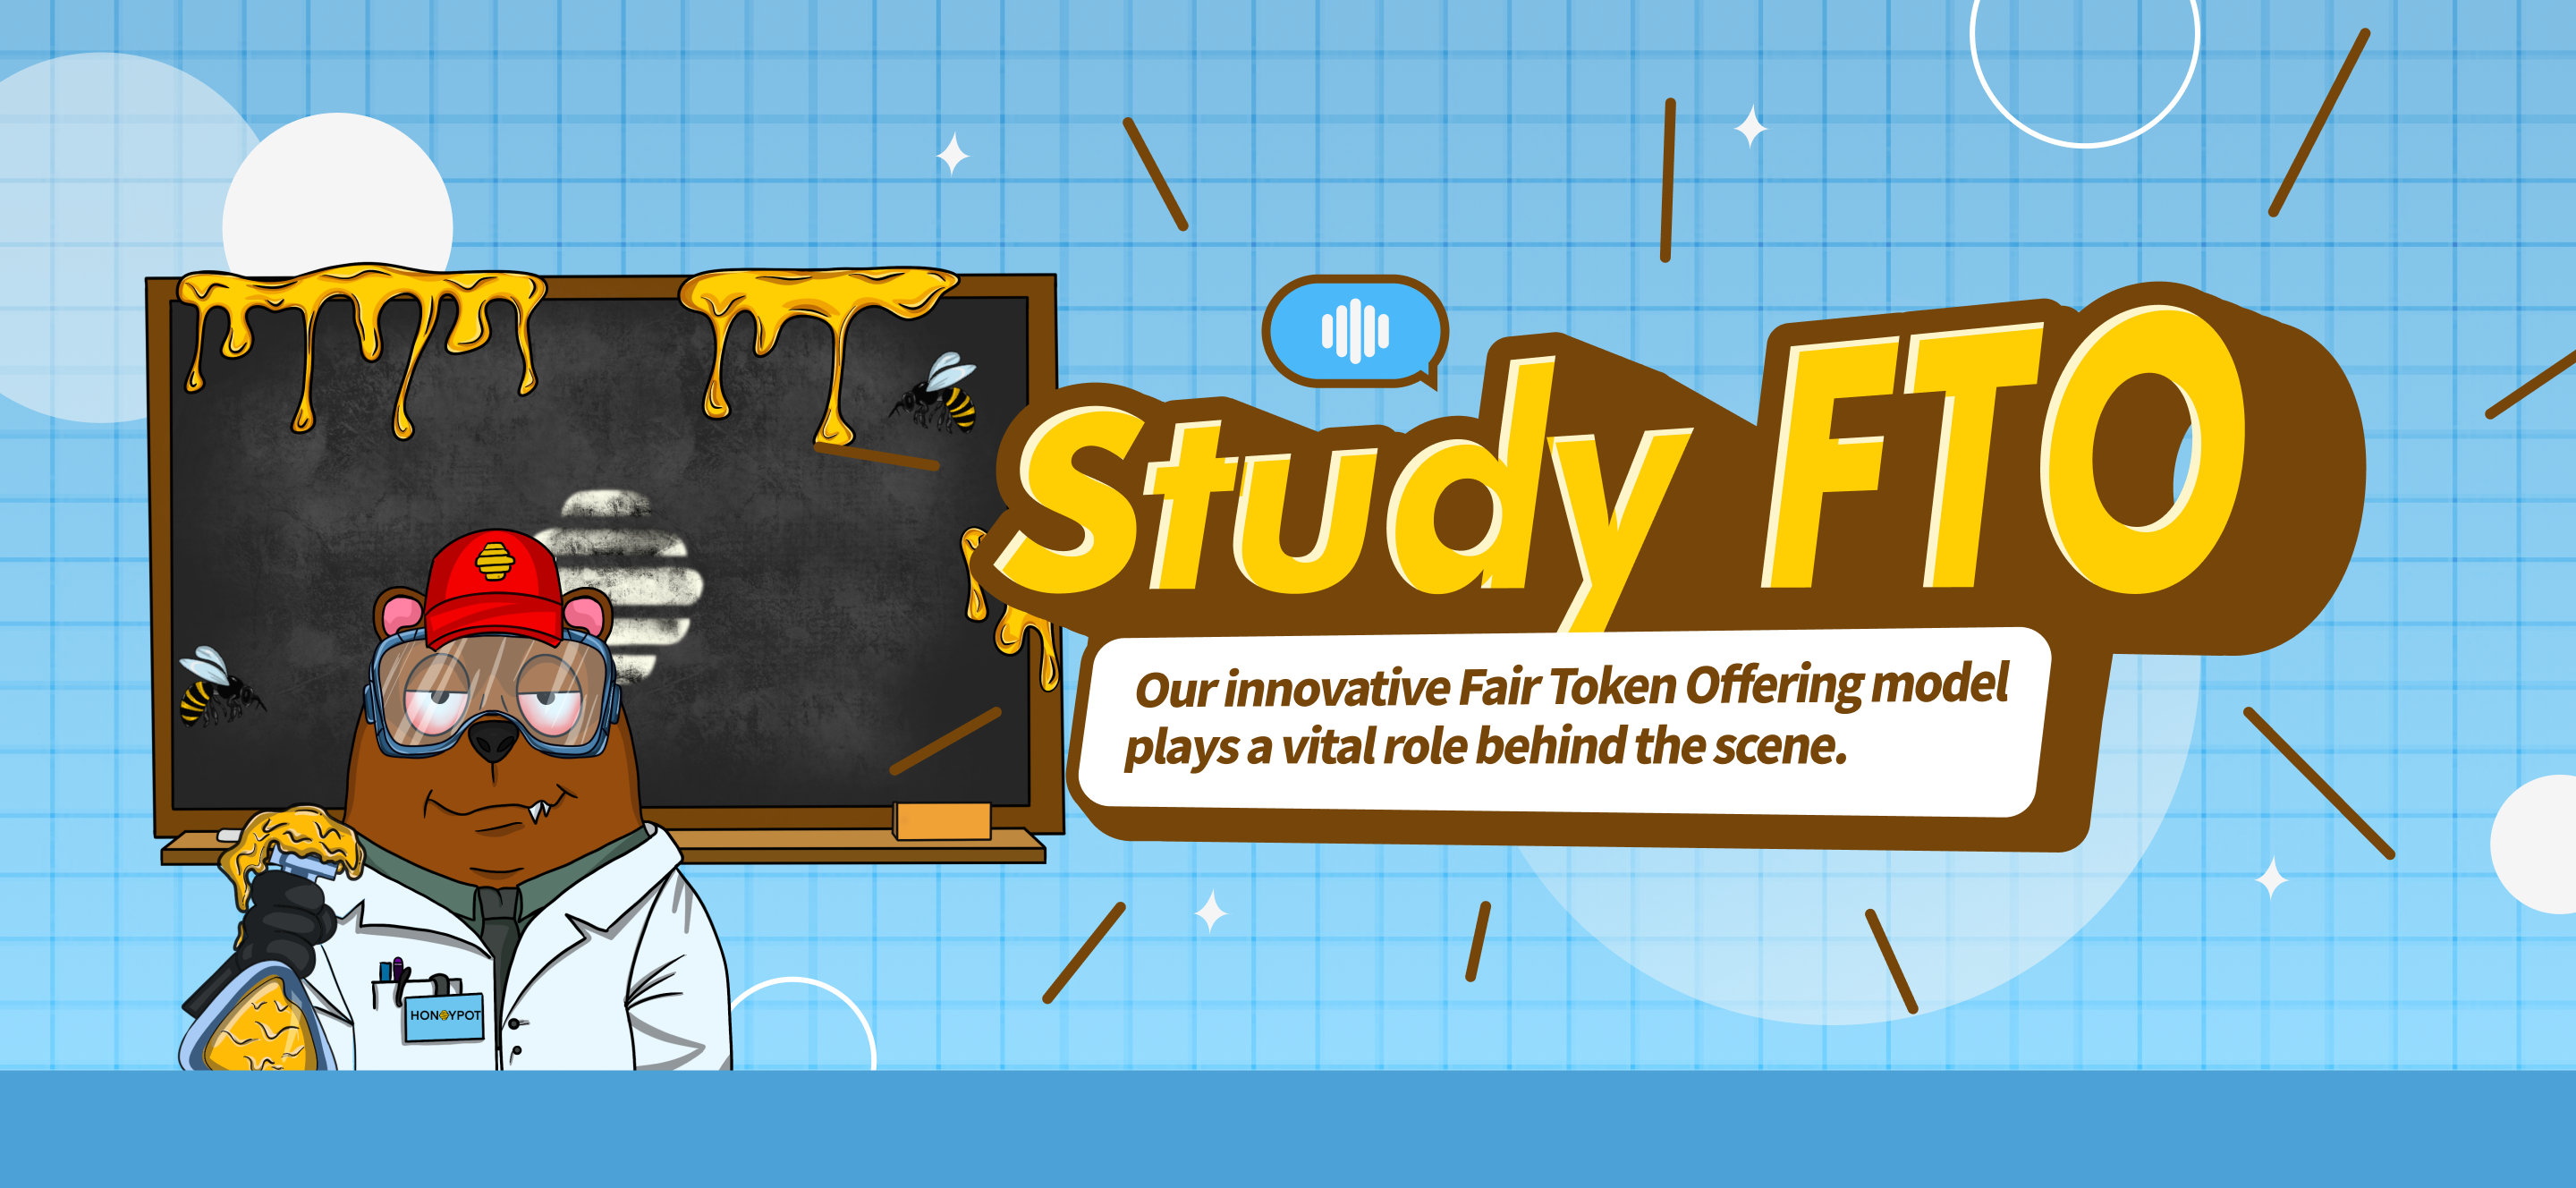 Study FTO
Our innovative Fair Token Offering model
plays a vital role behind the scene.
HONEYPOT